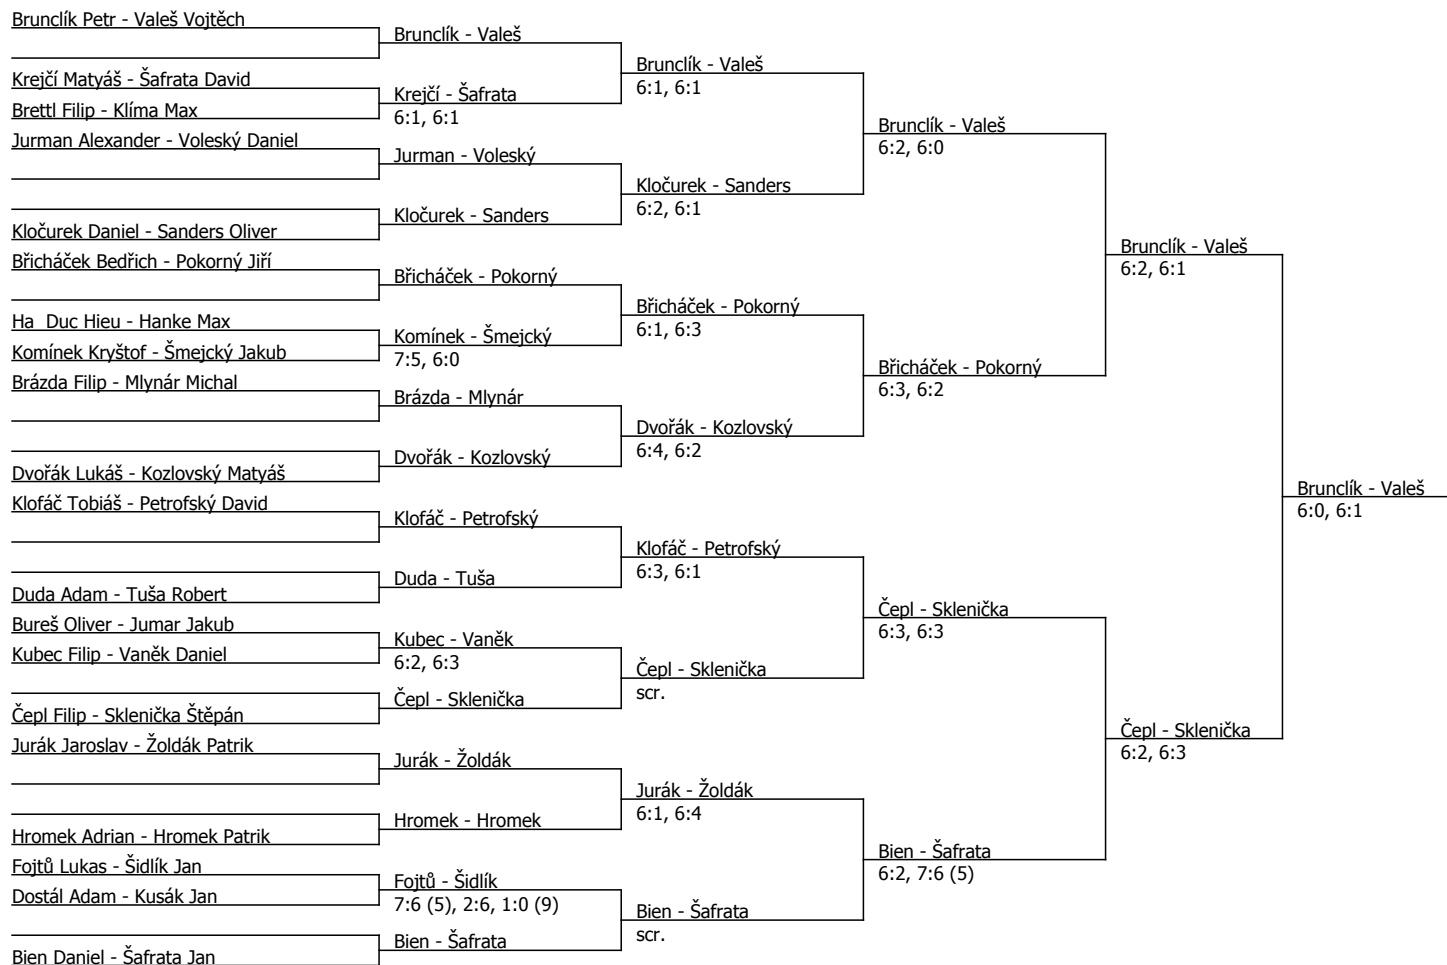 Brunclík Petr - Valeš Vojtěch
Krejčí Matyáš - Šafrata David
Brettl Filip - Klíma Max
Jurman Alexander - Voleský Daniel
Kločurek Daniel - Sanders Oliver
Břicháček Bedřich - Pokorný Jiří
Ha  Duc Hieu - Hanke Max
Komínek Kryštof - Šmejcký Jakub
Brázda Filip - Mlynár Michal
Dvořák Lukáš - Kozlovský Matyáš
Klofáč Tobiáš - Petrofský David
Duda Adam - Tuša Robert
Bureš Oliver - Jumar Jakub
Kubec Filip - Vaněk Daniel
Čepl Filip - Sklenička Štěpán
Jurák Jaroslav - Žoldák Patrik
Hromek Adrian - Hromek Patrik
Fojtů Lukas - Šidlík Jan
Dostál Adam - Kusák Jan
Bien Daniel - Šafrata Jan
Brunclík - Valeš
Krejčí - Šafrata
6:1, 6:1
Jurman - Voleský
Kločurek - Sanders
Břicháček - Pokorný
Komínek - Šmejcký
7:5, 6:0
Brázda - Mlynár
Dvořák - Kozlovský
Klofáč - Petrofský
Duda - Tuša
Kubec - Vaněk
6:2, 6:3
Čepl - Sklenička
Jurák - Žoldák
Hromek - Hromek
Fojtů - Šidlík
7:6 (5), 2:6, 1:0 (9)
Bien - Šafrata
Brunclík - Valeš
6:1, 6:1
Kločurek - Sanders
6:2, 6:1
Břicháček - Pokorný
6:1, 6:3
Dvořák - Kozlovský
6:4, 6:2
Klofáč - Petrofský
6:3, 6:1
Čepl - Sklenička
scr.
Jurák - Žoldák
6:1, 6:4
Bien - Šafrata
scr.
Brunclík - Valeš
6:2, 6:0
Břicháček - Pokorný
6:3, 6:2
Čepl - Sklenička
6:3, 6:3
Bien - Šafrata
6:2, 7:6 (5)
Brunclík - Valeš
6:2, 6:1
Čepl - Sklenička
6:2, 6:3
Brunclík - Valeš
6:0, 6:1